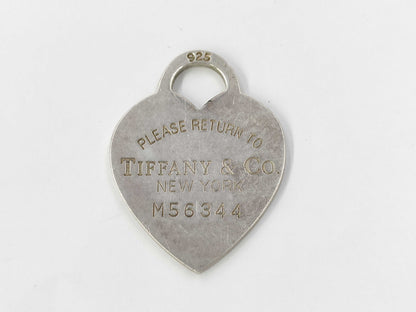 925
PLEASE RETURN TO
TIFFANY & CO.
NEW YORK
M56344